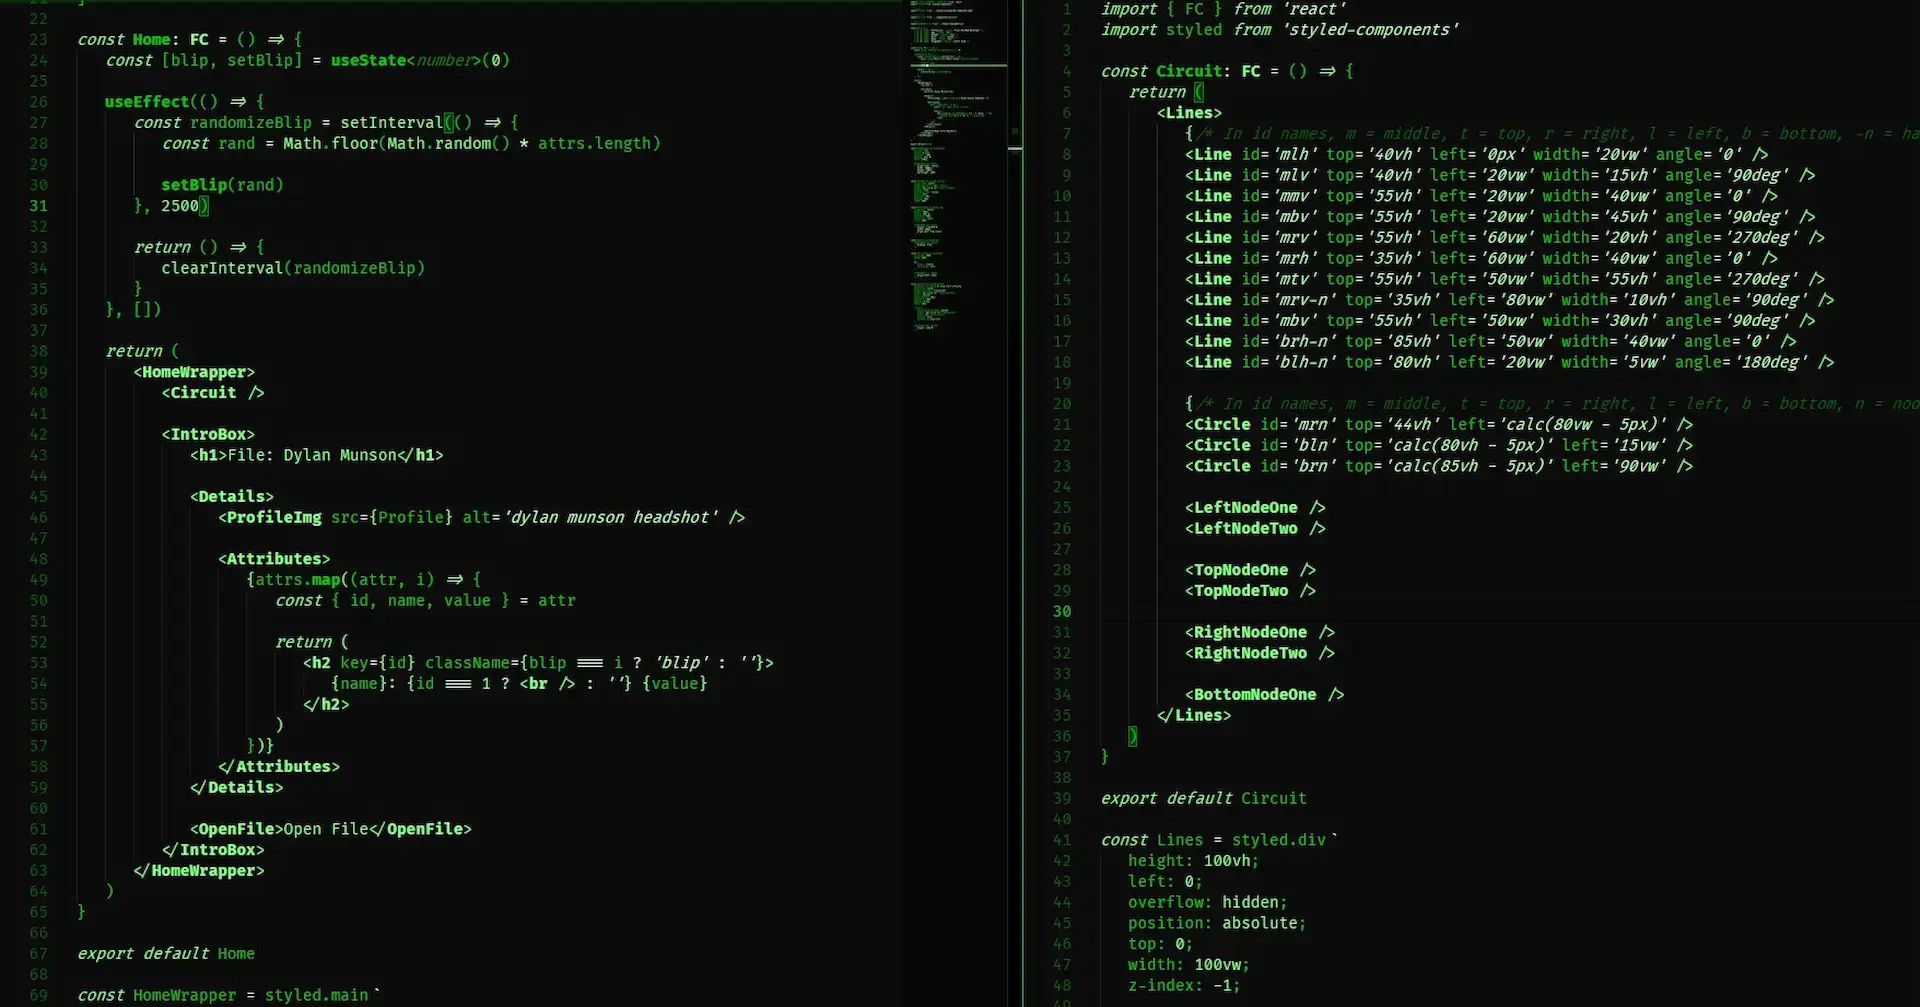 22
23 const Home: FC = () => {
24 const [blip, setBlip] = useState<number>(0)
25
26 useEffect(() => {
27 const randomizeBlip = setInterval(() => {
28 const rand = Math.floor(Math.random() * attrs.length)
29
30 setBlip(rand)
31 }, 2500)
32
33 return () => {
34 clearInterval(randomizeBlip)
35 }
36 }, [])
37
38 return (
39 <HomeWrapper>
40 <Circuit />
41
42 <IntroBox>
43 <h1>File: Dylan Munson</h1>
44
45 <Details>
46 <ProfileImg src={Profile} alt='dylan munson headshot' />
47
48 <Attributes>
49 {attrs.map((attr, i) => {
50 const { id, name, value } = attr
51
52 return (
53 <h2 key={id} className={blip === i ? 'blip' : ''}>
54 {name}: {id === 1 ? <br /> : ''} {value}
55 </h2>
56 )
57 })}
58 </Attributes>
59 </Details>
60
61 <OpenFile>Open File</OpenFile>
62 </IntroBox>
63 </HomeWrapper>
64 )
65 }
66
67 export default Home
68
69 const HomeWrapper = styled.main`
1 import { FC } from 'react'
2 import styled from 'styled-components'
3
4 const Circuit: FC = () => {
5 return (
6 <Lines>
7 {/* In id names, m = middle, t = top, r = right, l = left, b = bottom, -n = ha
8 <Line id='mlh' top='40vh' left='0px' width='20vw' angle='0' />
9 <Line id='mlv' top='40vh' left='20vw' width='15vh' angle='90deg' />
10 <Line id='mmv' top='55vh' left='20vw' width='40vw' angle='0' />
11 <Line id='mbv' top='55vh' left='20vw' width='45vh' angle='90deg' />
12 <Line id='mrv' top='55vh' left='60vw' width='20vh' angle='270deg' />
13 <Line id='mrh' top='35vh' left='60vw' width='40vw' angle='0' />
14 <Line id='mtv' top='55vh' left='50vw' width='55vh' angle='270deg' />
15 <Line id='mrv-n' top='35vh' left='80vw' width='10vh' angle='90deg' />
16 <Line id='mbv' top='55vh' left='50vw' width='30vh' angle='90deg' />
17 <Line id='brh-n' top='85vh' left='50vw' width='40vw' angle='0' />
18 <Line id='blh-n' top='80vh' left='20vw' width='5vw' angle='180deg' />
19
20 {/* In id names, m = middle, t = top, r = right, l = left, b = bottom, n = nod
21 <Circle id='mrn' top='44vh' left='calc(80vw - 5px)' />
22 <Circle id='bln' top='calc(80vh - 5px)' left='15vw' />
23 <Circle id='brn' top='calc(85vh - 5px)' left='90vw' />
24
25 <LeftNodeOne />
26 <LeftNodeTwo />
27
28 <TopNodeOne />
29 <TopNodeTwo />
30
31 <RightNodeOne />
32 <RightNodeTwo />
33
34 <BottomNodeOne />
35 </Lines>
36 )
37 }
38
39 export default Circuit
40
41 const Lines = styled.div`
42 height: 100vh;
43 left: 0;
44 overflow: hidden;
45 position: absolute;
46 top: 0;
47 width: 100vw;
48 z-index: -1;